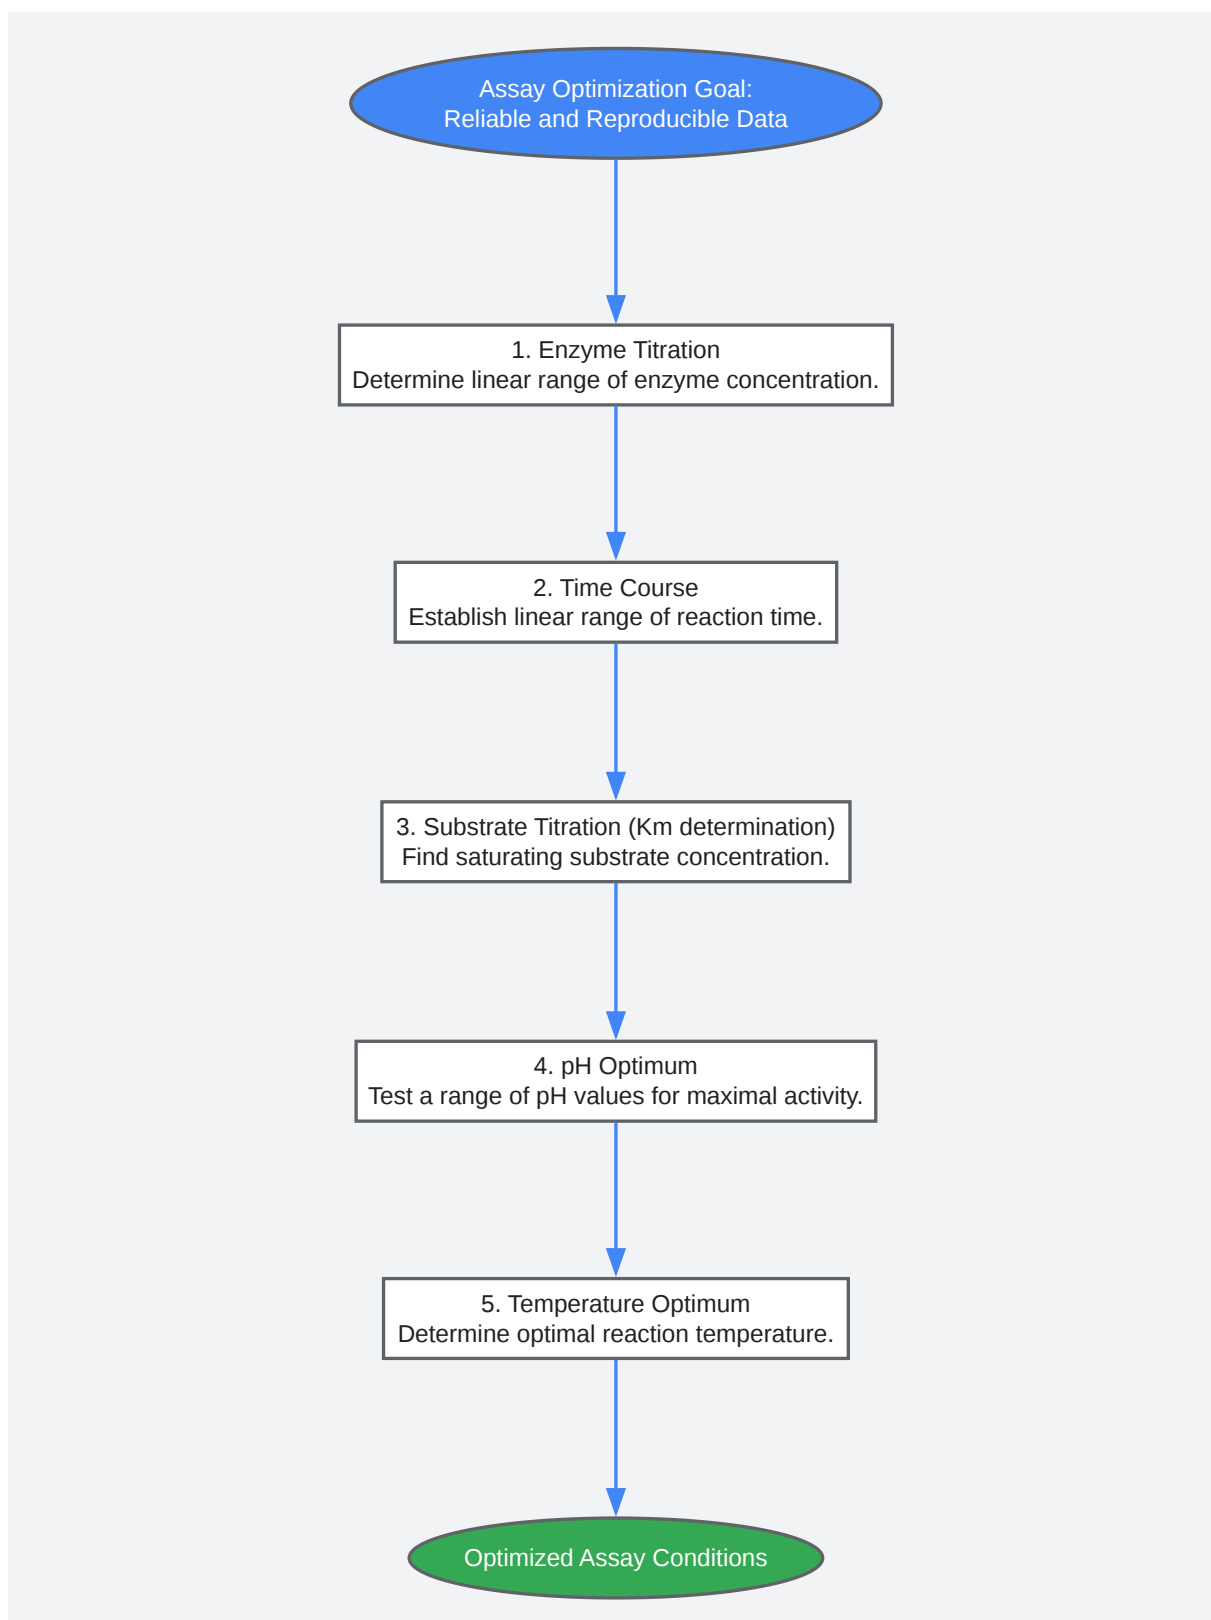 Assay Optimization Goal:
Reliable and Reproducible Data
1. Enzyme Titration
Determine linear range of enzyme concentration.
2. Time Course
Establish linear range of reaction time.
3. Substrate Titration (Km determination)
Find saturating substrate concentration.
4. pH Optimum
Test a range of pH values for maximal activity.
5. Temperature Optimum
Determine optimal reaction temperature.
Optimized Assay Conditions